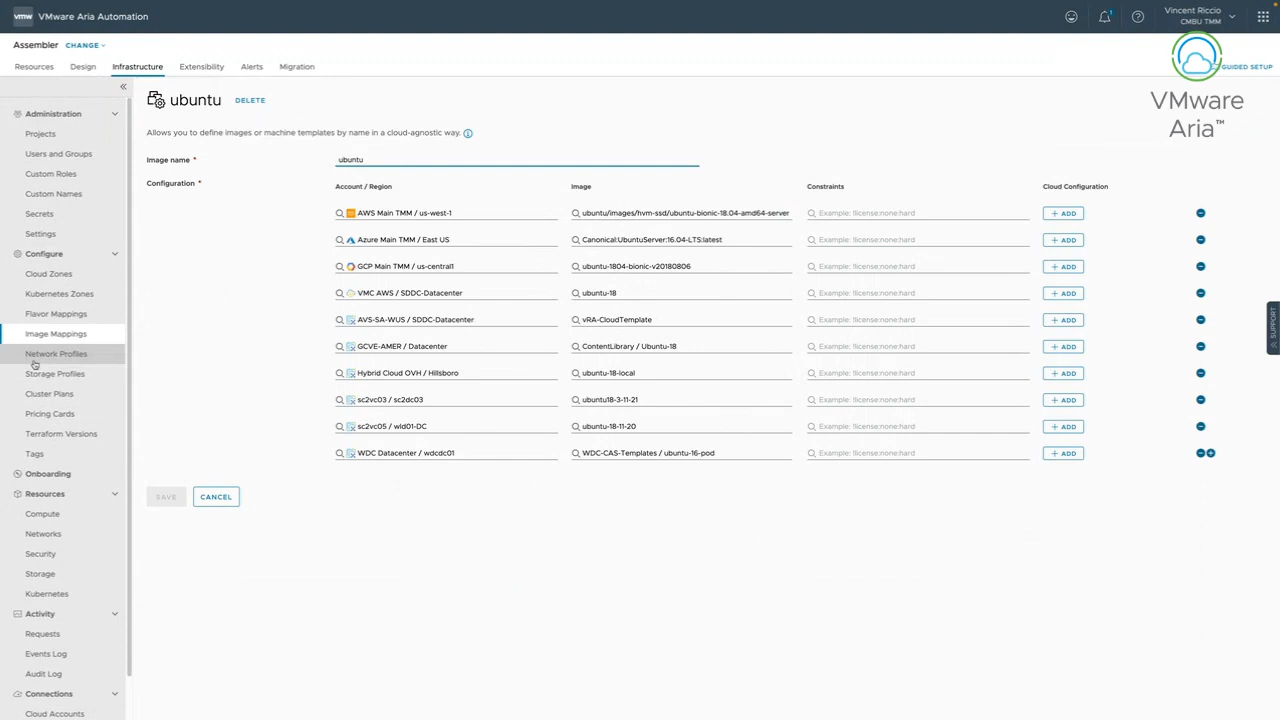 vmw VMware Aria Automation
1
?
Vincent Riccio
CMBU TMM
Assembler CHANGE
Resources Design Infrastructure Extensibility Alerts Migration
GUIDED SETUP
VMware
Aria™
«
Administration
Projects
Users and Groups
Custom Roles
Custom Names
Secrets
Settings
Configure
Cloud Zones
Kubernetes Zones
Flavor Mappings
Image Mappings
Network Profiles
Storage Profiles
Cluster Plans
Pricing Cards
Terraform Versions
Tags
Onboarding
Resources
Compute
Networks
Security
Storage
Kubernetes
Activity
Requests
Events Log
Audit Log
Connections
Cloud Accounts
ubuntu DELETE
Allows you to define images or machine templates by name in a cloud-agnostic way.
Image name * ubuntu
Configuration *
Account / Region Image Constraints Cloud Configuration
AWS Main TMM / us-west-1 ubuntu/images/hvm-ssd/ubuntu-bionic-18.04-amd64-server Example: !license:none:hard + ADD
Azure Main TMM / East US Canonical:UbuntuServer:16.04-LTS:latest Example: !license:none:hard + ADD
GCP Main TMM / us-central1 ubuntu-1804-bionic-v20180806 Example: !license:none:hard + ADD
VMC AWS / SDDC-Datacenter ubuntu-18 Example: !license:none:hard + ADD
AVS-SA-WUS / SDDC-Datacenter vRA-CloudTemplate Example: !license:none:hard + ADD
GCVE-AMER / Datacenter ContentLibrary / Ubuntu-18 Example: !license:none:hard + ADD
Hybrid Cloud OVH / Hillsboro ubuntu-18-local Example: !license:none:hard + ADD
sc2vc03 / sc2dc03 ubuntu18-3-11-21 Example: !license:none:hard + ADD
sc2vc05 / wld01-DC ubuntu-18-11-20 Example: !license:none:hard + ADD
WDC Datacenter / wdcdc01 WDC-CAS-Templates / ubuntu-16-pod Example: !license:none:hard + ADD
SAVE CANCEL
SUPPORT